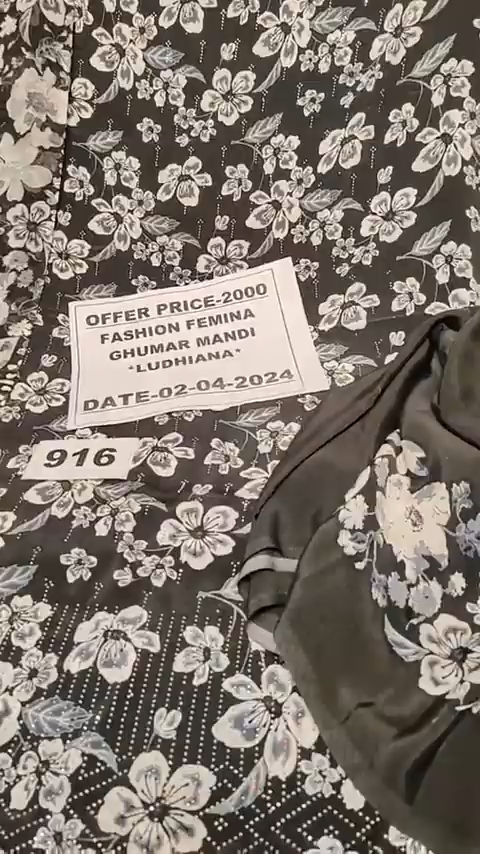 OFFER PRICE-2000
FASHION FEMINA
GHUMAR MANDI
*LUDHIANA*
DATE-02-04-2024
916